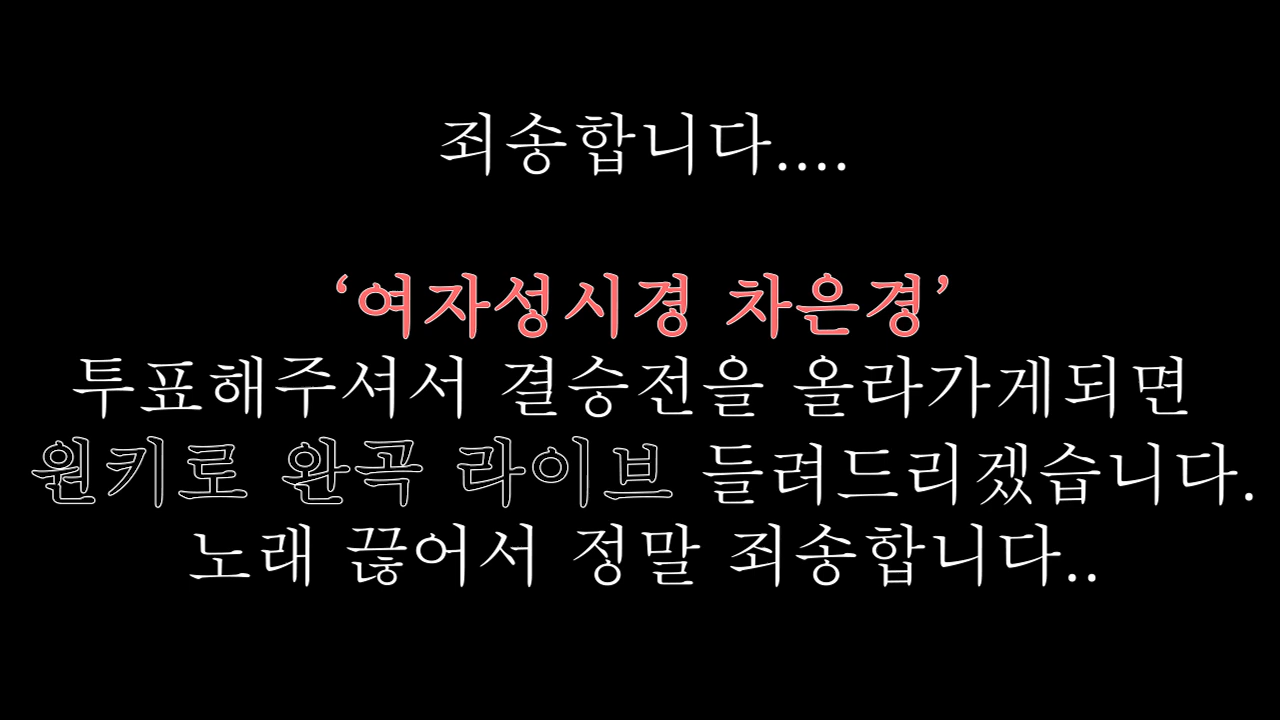 죄송합니다....
‘여자성시경 차은경’
투표해주셔서 결승전을 올라가게되면
원키로 완곡 라이브 들려드리겠습니다.
노래 끊어서 정말 죄송합니다..